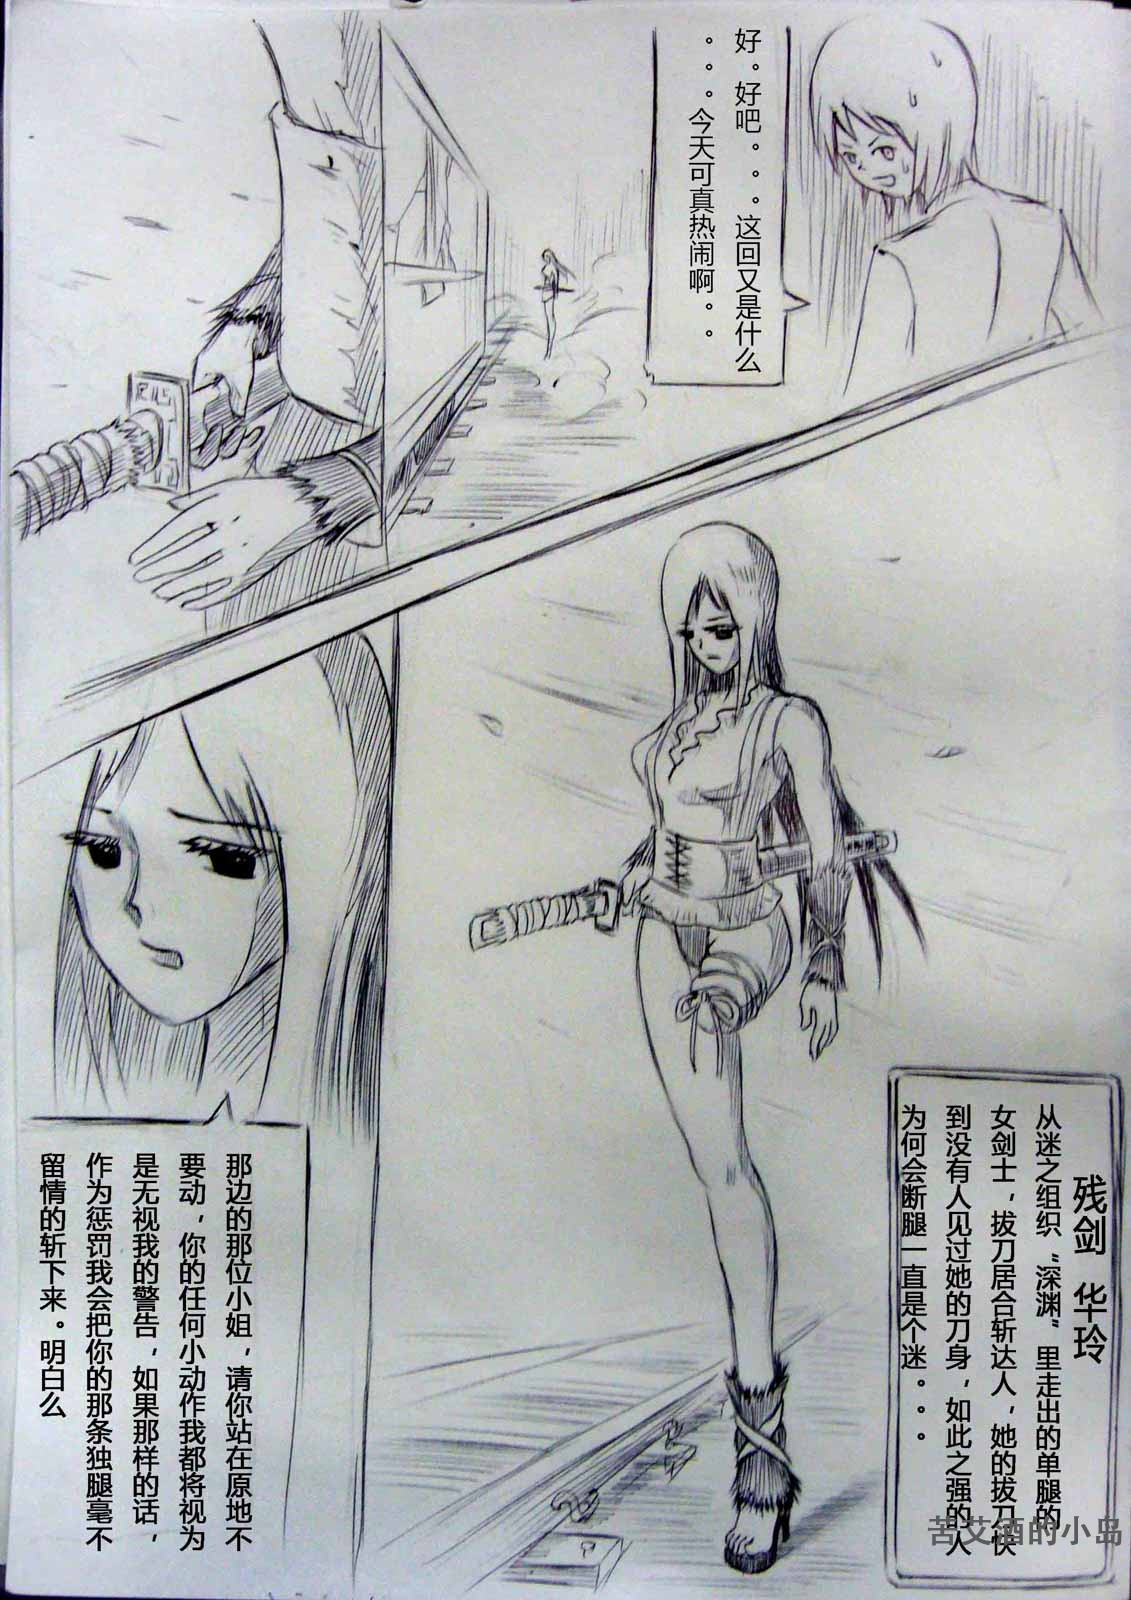 好。好吧。。。这回又是什么
。。。。今天可真热闹啊。。
残剑 华玲
从迷之组织“深渊”里走出的单腿的
女剑士，拔刀居合斩达人，她的拔刀快
到没有人见过她的刀身，如此之强的人
为何会断腿一直是个迷。。。
那边的那位小姐，请你站在原地不
要动，你的任何小动作我都将视为
是无视我的警告，如果那样的话，
作为惩罚我会把你的那条独腿毫不
留情的斩下来。明白么
苦艾酒的小岛